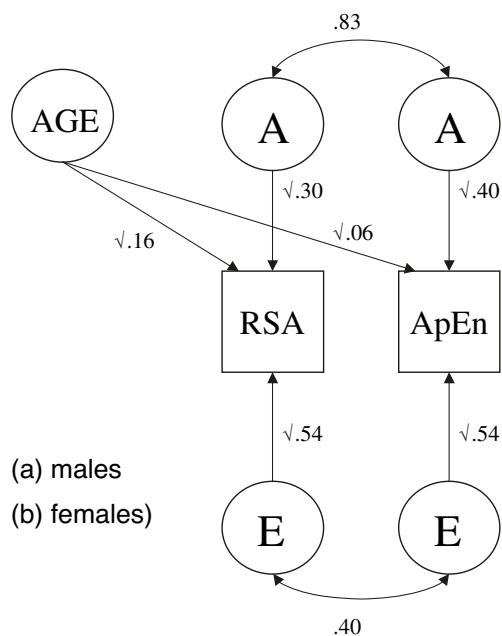 .83
AGE
A
A
√.30
√.40
√.16
√.06
RSA
ApEn
√.54
√.54
(a) males
(b) females)
E
E
.40